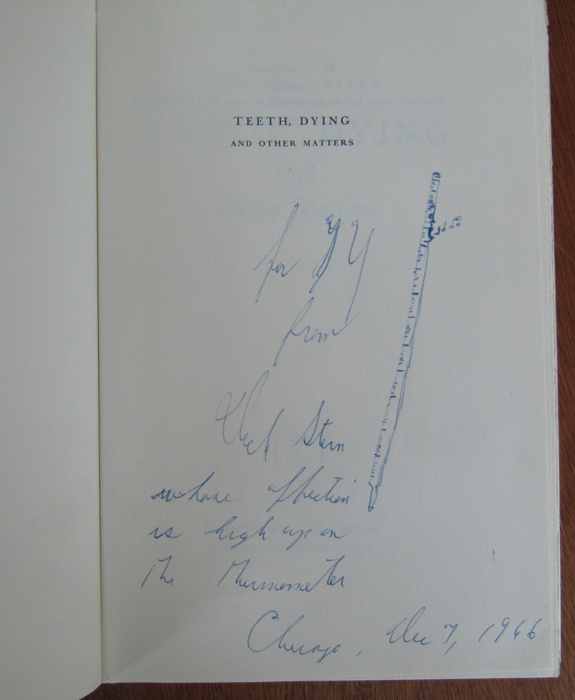 TEETH, DYING
AND OTHER MATTERS
for
from
Dick Stern
whose affection
is high up on
The Thermometer
Chicago, Dec 7, 1966